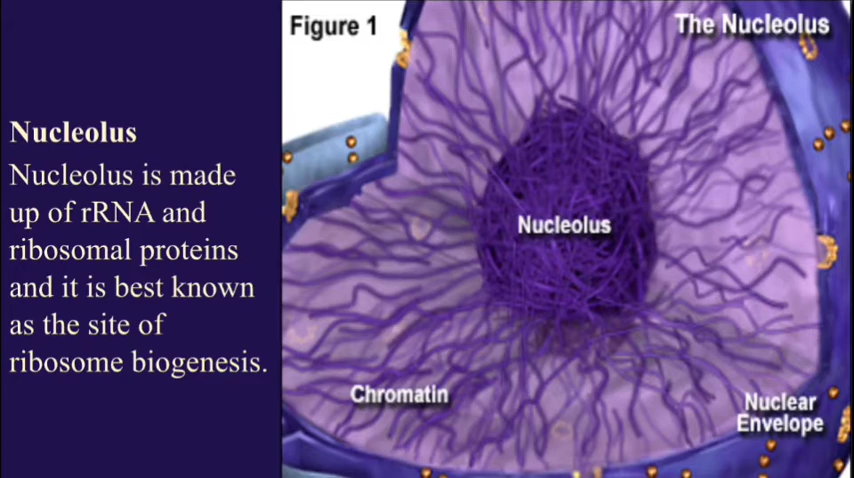 Nucleolus
Nucleolus is made
up of rRNA and
ribosomal proteins
and it is best known
as the site of
ribosome biogenesis.
Figure 1
The Nucleolus
Nucleolus
Chromatin
Nuclear
Envelope